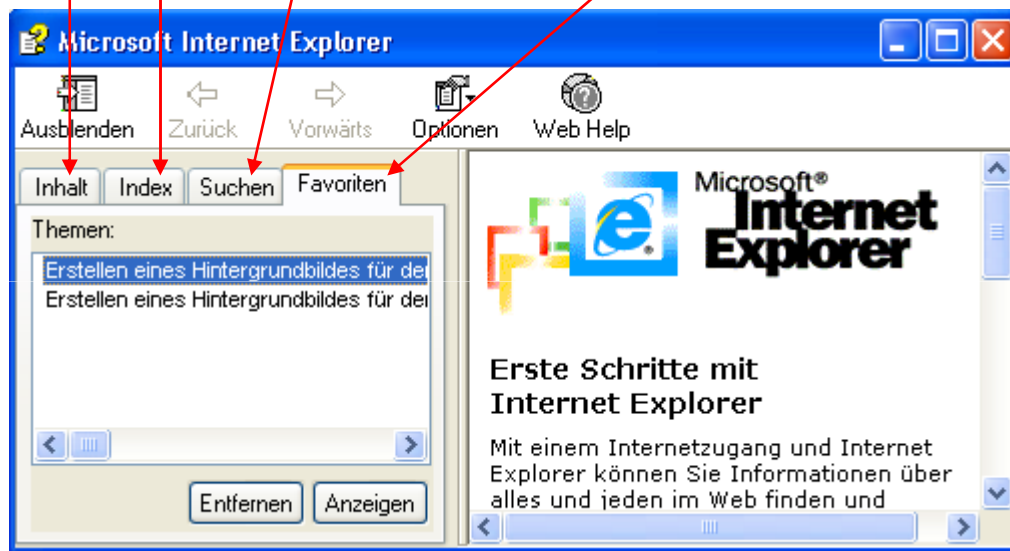 Microsoft Internet Explorer
Ausblenden Zurück Vorwärts Optionen Web Help
Inhalt Index Suchen Favoriten
Themen:
Erstellen eines Hintergrundbildes für der
Erstellen eines Hintergrundbildes für der
Entfernen Anzeigen
Microsoft®
Internet
Explorer
Erste Schritte mit
Internet Explorer
Mit einem Internetzugang und Internet
Explorer können Sie Informationen über
alles und jeden im Web finden und